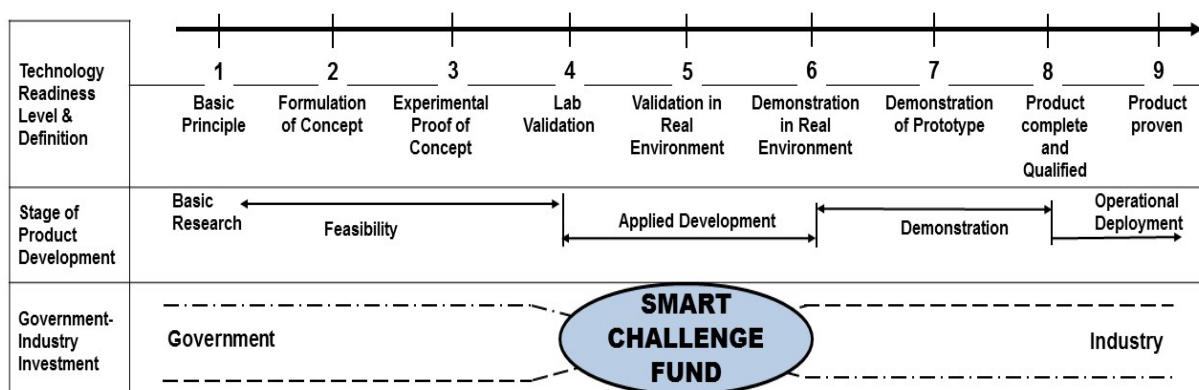 Technology
Readiness
Level &
Definition
1
2
3
4
5
6
7
8
9
Basic
Principle
Formulation
of Concept
Experimental
Proof of
Concept
Lab
Validation
Validation in
Real
Environment
Demonstration
in Real
Environment
Demonstration
of Prototype
Product
complete
and
Qualified
Product
proven
Stage of
Product
Development
Basic
Research
Feasibility
Applied Development
Demonstration
Operational
Deployment
Government-
Industry
Investment
Government
SMART
CHALLENGE
FUND
Industry